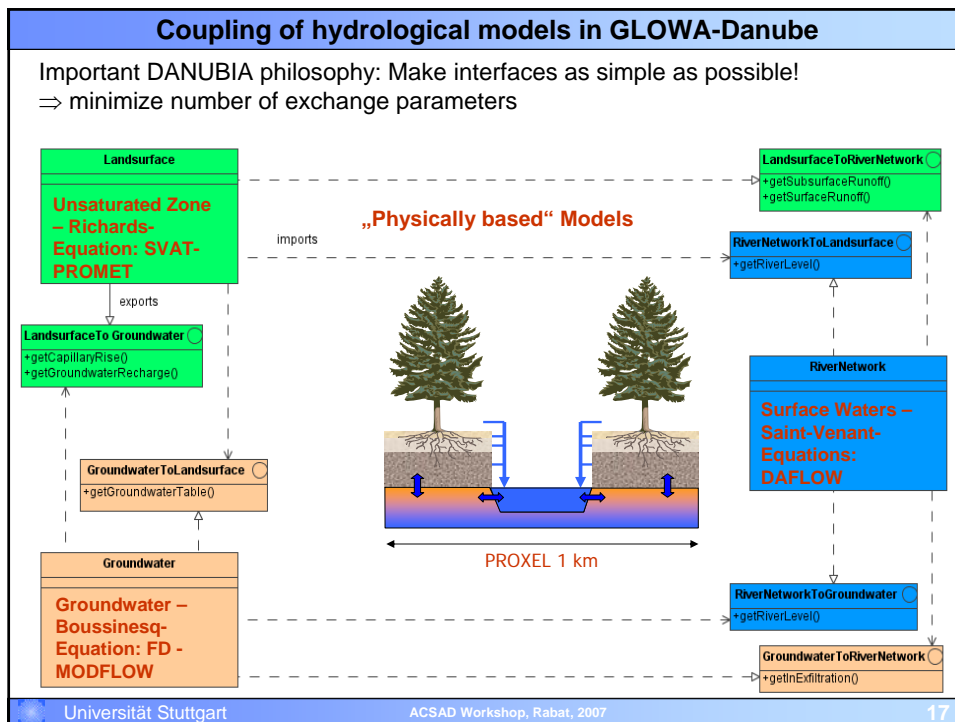 Coupling of hydrological models in GLOWA-Danube
Important DANUBIA philosophy: Make interfaces as simple as possible!
⇒ minimize number of exchange parameters
Landsurface
Unsaturated Zone
– Richards-
Equation: SVAT-
PROMET
„Physically based“ Models
imports
exports
LandsurfaceToRiverNetwork
+getSubsurfaceRunoff()
+getSurfaceRunoff()
RiverNetworkToLandsurface
+getRiverLevel()
LandsurfaceTo Groundwater
+getCapillaryRise()
+getGroundwaterRecharge()
RiverNetwork
Surface Waters –
Saint-Venant-
Equations:
DAFLOW
GroundwaterToLandsurface
+getGroundwaterTable()
PROXEL 1 km
Groundwater
Groundwater –
Boussinesq-
Equation: FD -
MODFLOW
RiverNetworkToGroundwater
+getRiverLevel()
GroundwaterToRiverNetwork
+getInExfiltration()
Universität Stuttgart
ACSAD Workshop, Rabat, 2007
17